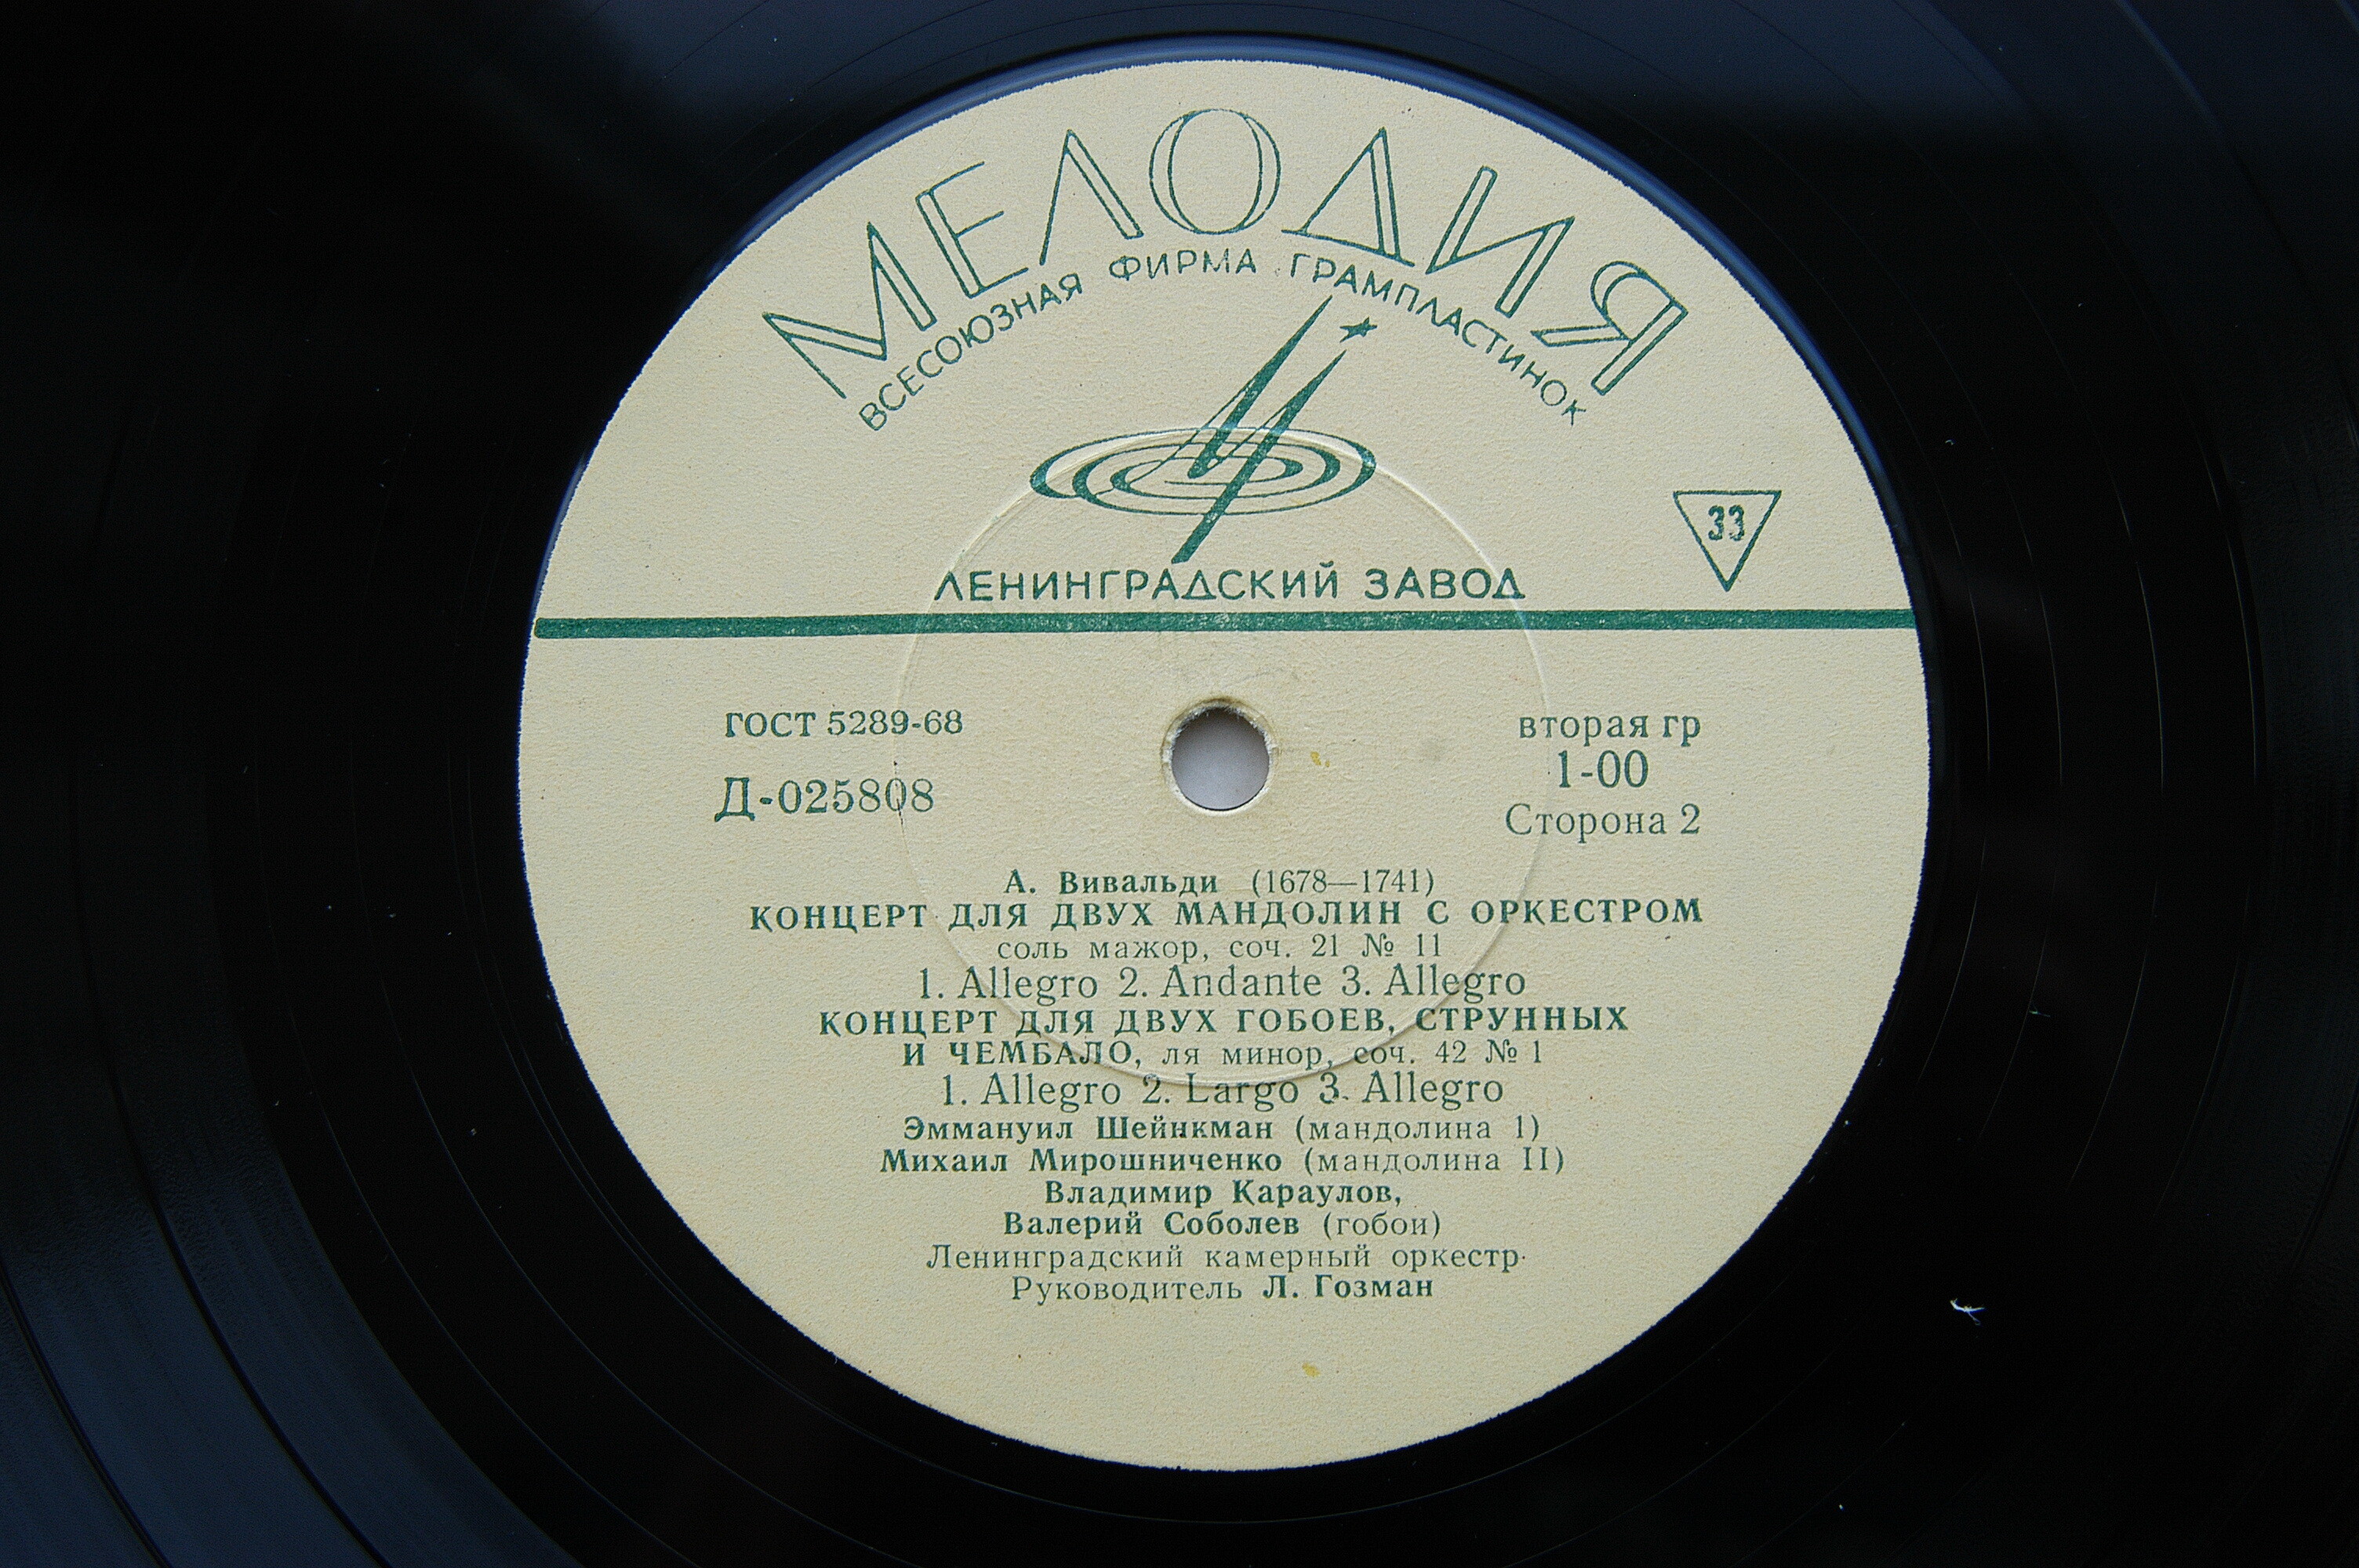 МЕЛОДИЯ
ВСЕСОЮЗНАЯ ФИРМА ГРАМПЛАСТИНОК
33
ЛЕНИНГРАДСКИЙ ЗАВОД
ГОСТ 5289-68
вторая гр
1-00
Д-025808
Сторона 2
А. Вивальди (1678—1741)
КОНЦЕРТ ДЛЯ ДВУХ МАНДОЛИН С ОРКЕСТРОМ
соль мажор, соч. 21 № 11
1. Allegro 2. Andante 3. Allegro
КОНЦЕРТ ДЛЯ ДВУХ ГОБОЕВ, СТРУННЫХ
И ЧЕМБАЛО, ля минор, соч. 42 № 1
1. Allegro 2. Largo 3. Allegro
Эммануил Шейнкман (мандолина I)
Михаил Мирошниченко (мандолина II)
Владимир Караулов,
Валерий Соболев (гобои)
Ленинградский камерный оркестр
Руководитель Л. Гозман